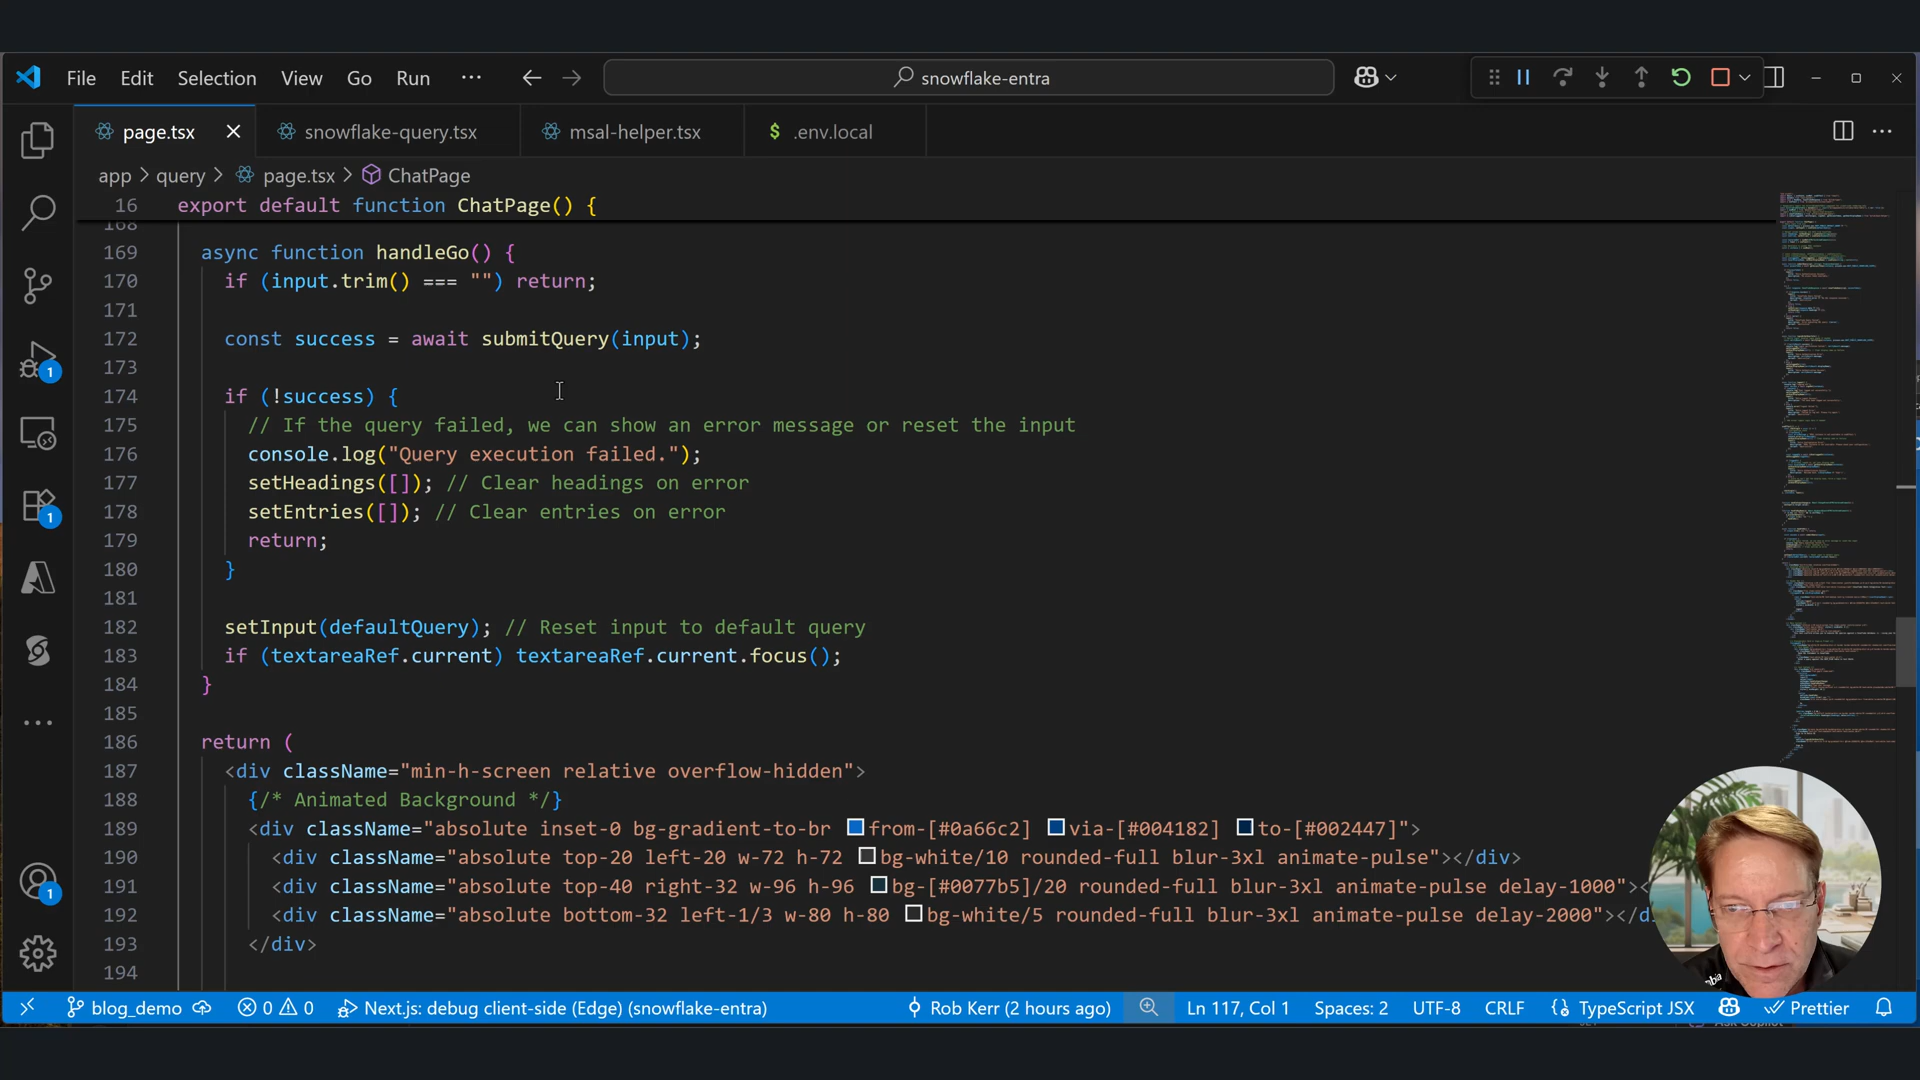 File Edit Selection View Go Run ··· snowflake-entra
page.tsx snowflake-query.tsx msal-helper.tsx $ .env.local
app > query > page.tsx > ChatPage
16 export default function ChatPage() {
168
169 async function handleGo() {
170 if (input.trim() === "") return;
171
172 const success = await submitQuery(input);
173
174 if (!success) {
175 // If the query failed, we can show an error message or reset the input
176 console.log("Query execution failed.");
177 setHeadings([]); // Clear headings on error
178 setEntries([]); // Clear entries on error
179 return;
180 }
181
182 setInput(defaultQuery); // Reset input to default query
183 if (textareaRef.current) textareaRef.current.focus();
184 }
185
186 return (
187 <div className="min-h-screen relative overflow-hidden">
188 {/* Animated Background */}
189 <div className="absolute inset-0 bg-gradient-to-br from-[#0a66c2] via-[#004182] to-[#002447]">
190 <div className="absolute top-20 left-20 w-72 h-72 bg-white/10 rounded-full blur-3xl animate-pulse"></div>
191 <div className="absolute top-40 right-32 w-96 h-96 bg-[#0077b5]/20 rounded-full blur-3xl animate-pulse delay-1000"><
192 <div className="absolute bottom-32 left-1/3 w-80 h-80 bg-white/5 rounded-full blur-3xl animate-pulse delay-2000"></di
193 </div>
194
1
1
1
blog_demo 0 0 Next.js: debug client-side (Edge) (snowflake-entra) Rob Kerr (2 hours ago) Ln 117, Col 1 Spaces: 2 UTF-8 CRLF {} TypeScript JSX Prettier